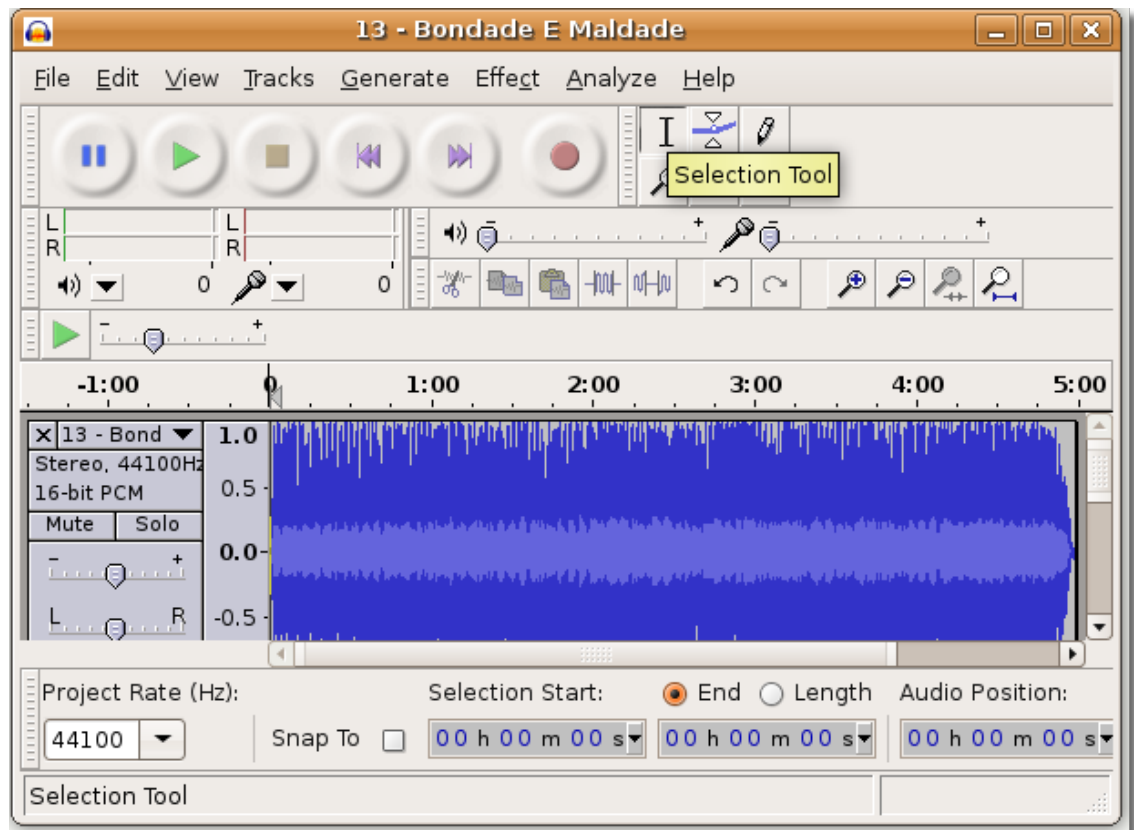 13 - Bondade E Maldade
File Edit View Tracks Generate Effect Analyze Help
Selection Tool
L L
R R
- + - +
0 0
- +
-1:00 0 1:00 2:00 3:00 4:00 5:00
X 13 - Bond
Stereo, 44100Hz
16-bit PCM
Mute Solo
- +
L R
1.0
0.5
0.0
-0.5
Project Rate (Hz): Selection Start: End Length Audio Position:
44100 Snap To 00 h 00 m 00 s 00 h 00 m 00 s 00 h 00 m 00 s
Selection Tool